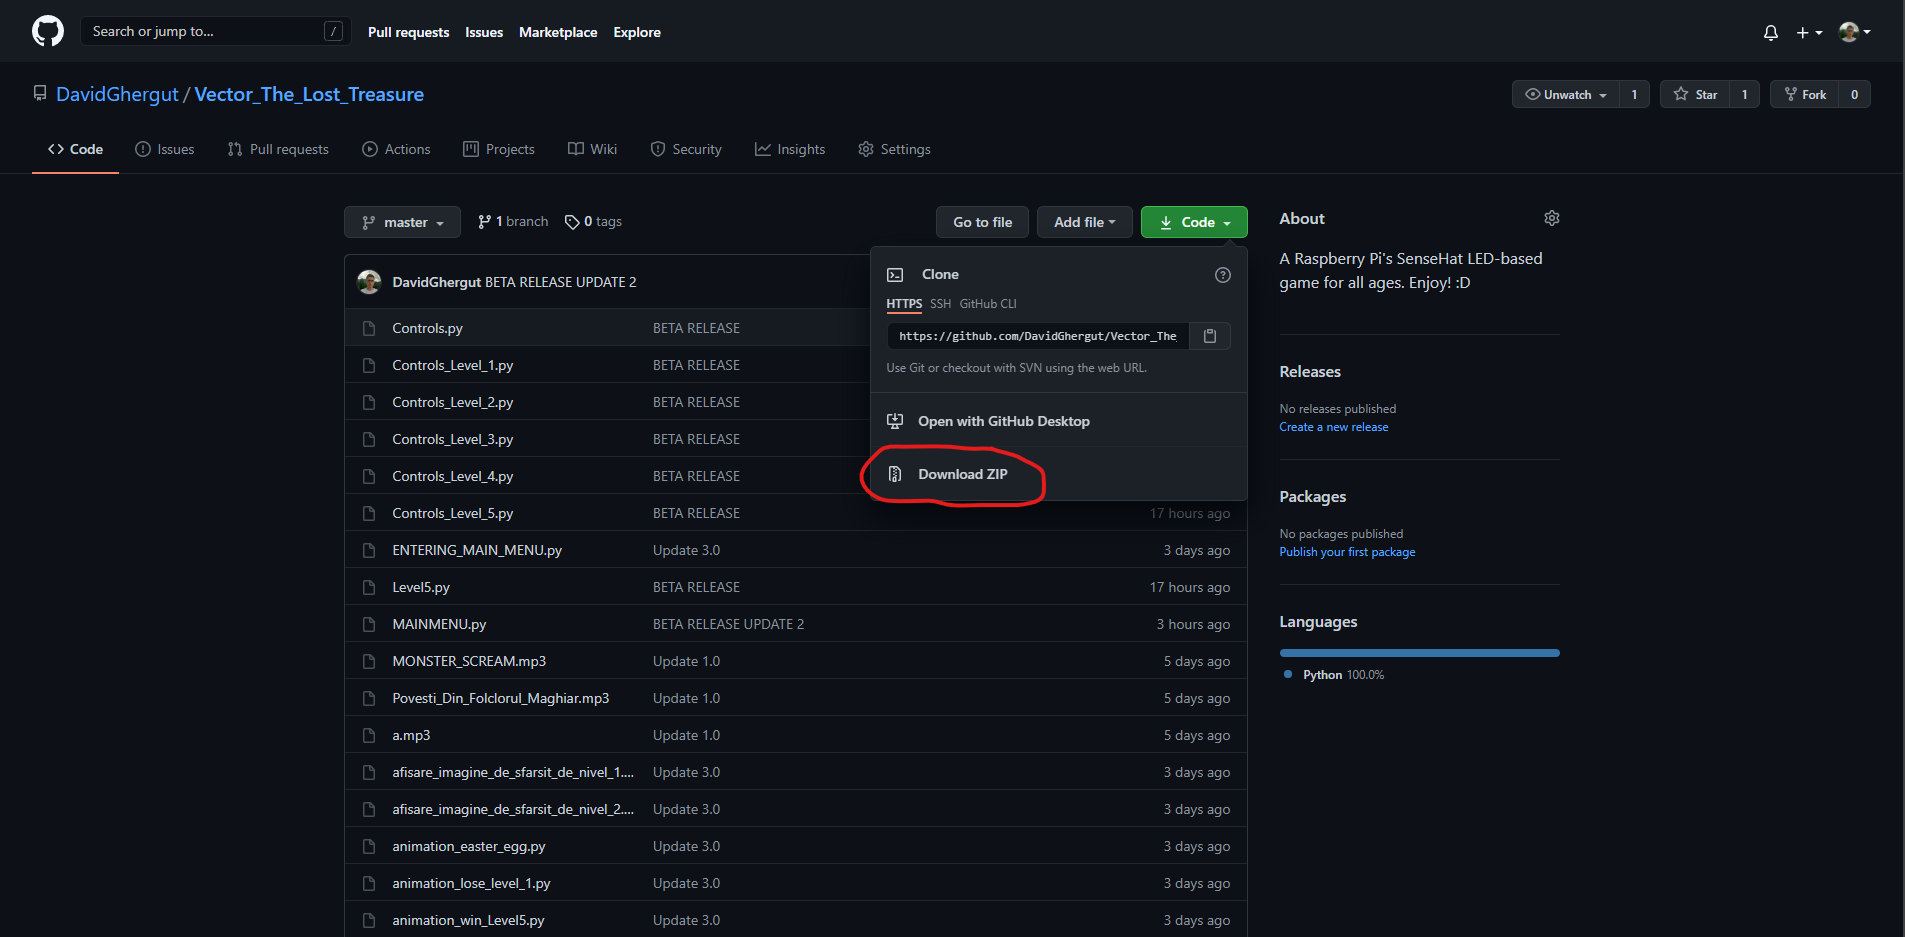 Search or jump to... /
Pull requests Issues Marketplace Explore
DavidGhergut / Vector_The_Lost_Treasure
Unwatch 1 Star 1 Fork 0
Code Issues Pull requests Actions Projects Wiki Security Insights Settings
master 1 branch 0 tags Go to file Add file Code
DavidGhergut BETA RELEASE UPDATE 2
Controls.py BETA RELEASE
Controls_Level_1.py BETA RELEASE
Controls_Level_2.py BETA RELEASE
Controls_Level_3.py BETA RELEASE
Controls_Level_4.py BETA RELEASE
Controls_Level_5.py BETA RELEASE 17 hours ago
ENTERING_MAIN_MENU.py Update 3.0 3 days ago
Level5.py BETA RELEASE 17 hours ago
MAINMENU.py BETA RELEASE UPDATE 2 3 hours ago
MONSTER_SCREAM.mp3 Update 1.0 5 days ago
Povesti_Din_Folclorul_Maghiar.mp3 Update 1.0 5 days ago
a.mp3 Update 1.0 5 days ago
afisare_imagine_de_sfarsit_de_nivel_1.... Update 3.0 3 days ago
afisare_imagine_de_sfarsit_de_nivel_2.... Update 3.0 3 days ago
animation_easter_egg.py Update 3.0 3 days ago
animation_lose_level_1.py Update 3.0 3 days ago
animation_win_Level5.py Update 3.0 3 days ago
Clone
HTTPS SSH GitHub CLI
https://github.com/DavidGhergut/Vector_The_
Use Git or checkout with SVN using the web URL.
Open with GitHub Desktop
Download ZIP
About
A Raspberry Pi's SenseHat LED-based
game for all ages. Enjoy! :D
Releases
No releases published
Create a new release
Packages
No packages published
Publish your first package
Languages
Python 100.0%